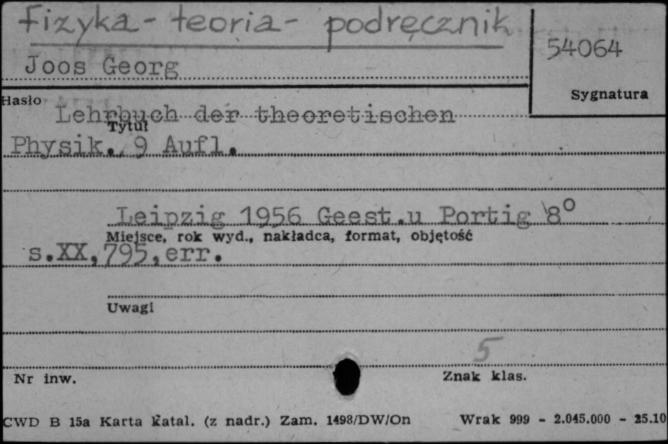 fizyka - teoria - podręcznik
54064
Joos Georg
Sygnatura
Hasło
Lehrbuch der theoretischen
Tytuł
Physik. 9 Aufl.
Leipzig 1956 Geest.u Portig 8°
Miejsce, rok wyd., nakładca, format, objętość
s.XX,795,err.
Uwagi
5
Nr inw.
Znak klas.
CWD B 15a Karta katal. (z nadr.) Zam. 1498/DW/On Wrak 999 - 2.045.000 - 25.10